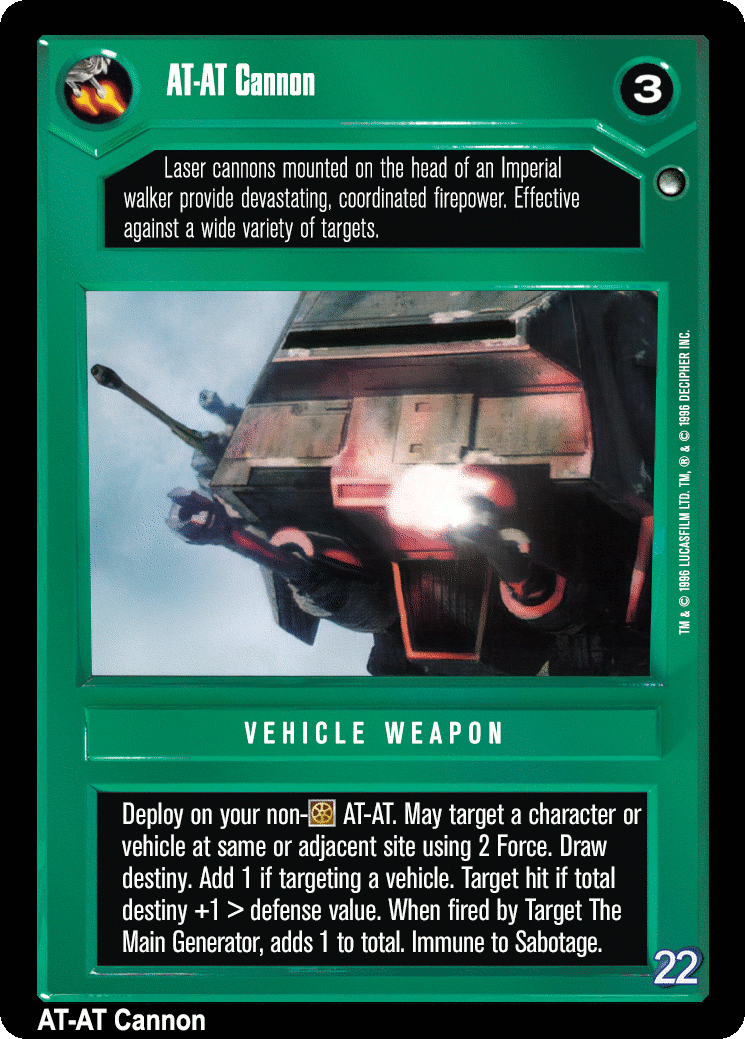 AT-AT Cannon
3
Laser cannons mounted on the head of an Imperial
walker provide devastating, coordinated firepower. Effective
against a wide variety of targets.
TM & © 1996 LUCASFILM LTD. TM, ® & © 1996 DECIPHER INC.
VEHICLE WEAPON
Deploy on your non- AT-AT. May target a character or
vehicle at same or adjacent site using 2 Force. Draw
destiny. Add 1 if targeting a vehicle. Target hit if total
destiny +1 > defense value. When fired by Target The
Main Generator, adds 1 to total. Immune to Sabotage.
22
AT-AT Cannon